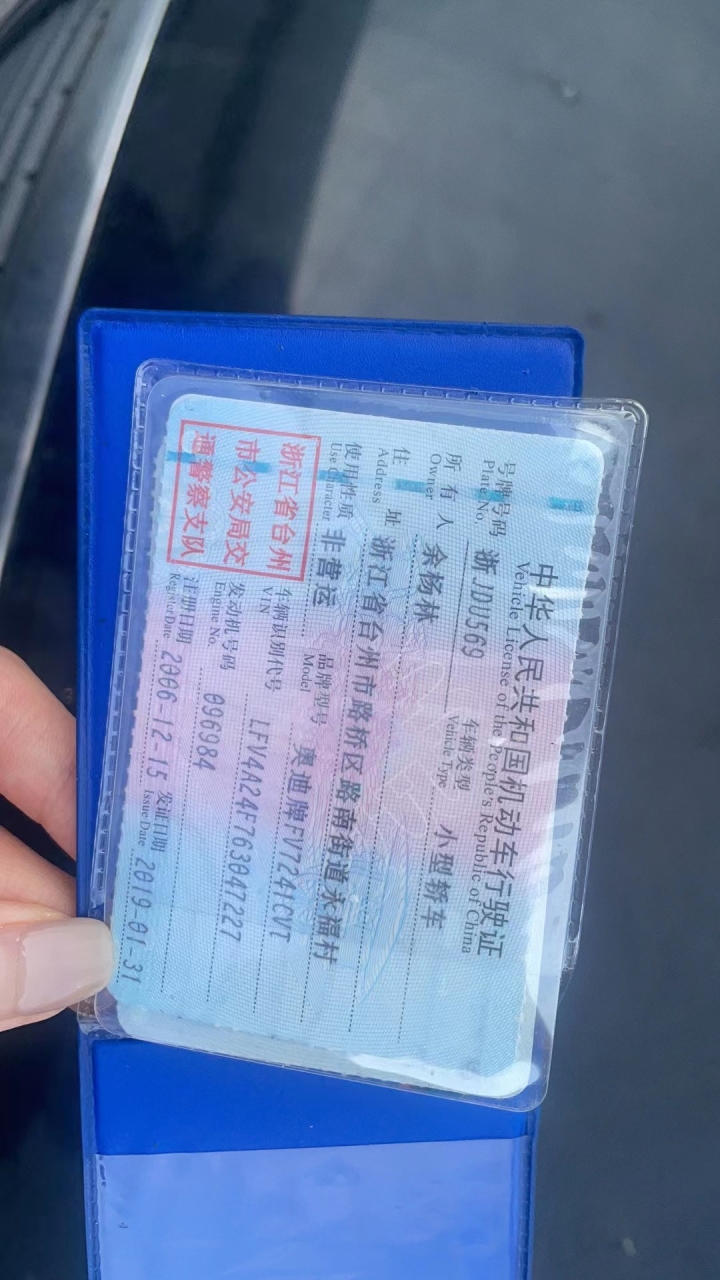 中华人民共和国机动车行驶证
Vehicle License of the People's Republic of China
号牌号码 浙JDU569 车辆类型 小型轿车
Plate No. Vehicle Type
所有人 余杨林
Owner
住址 浙江省台州市路桥区路南街道永福村
Address
使用性质 非营运 品牌型号 奥迪牌FV7241CVT
Use Character Model
浙江省台州
市公安局交
通警察支队
车辆识别代号 LFV4A24F763047227
VIN
发动机号码 096984
Engine No.
注册日期 2006-12-15 发证日期 2019-01-31
Register Date Issue Date